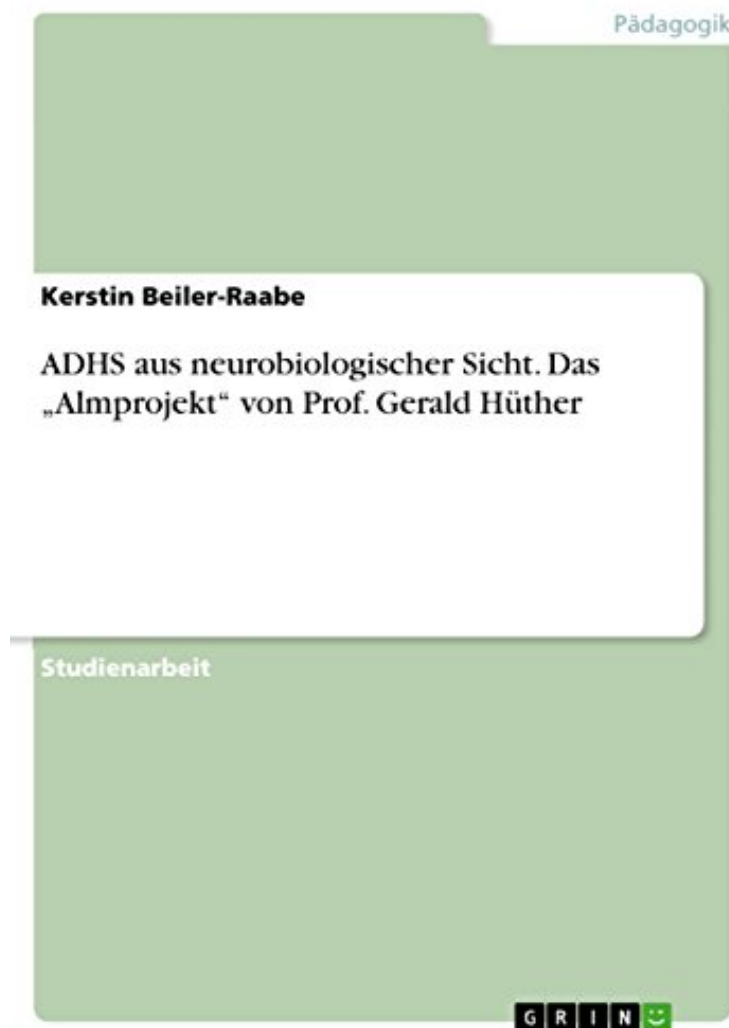 Pädagogik
Kerstin Beiler-Raabe
ADHS aus neurobiologischer Sicht. Das
„Almprojekt“ von Prof. Gerald Hüther
Studienarbeit
GRIN